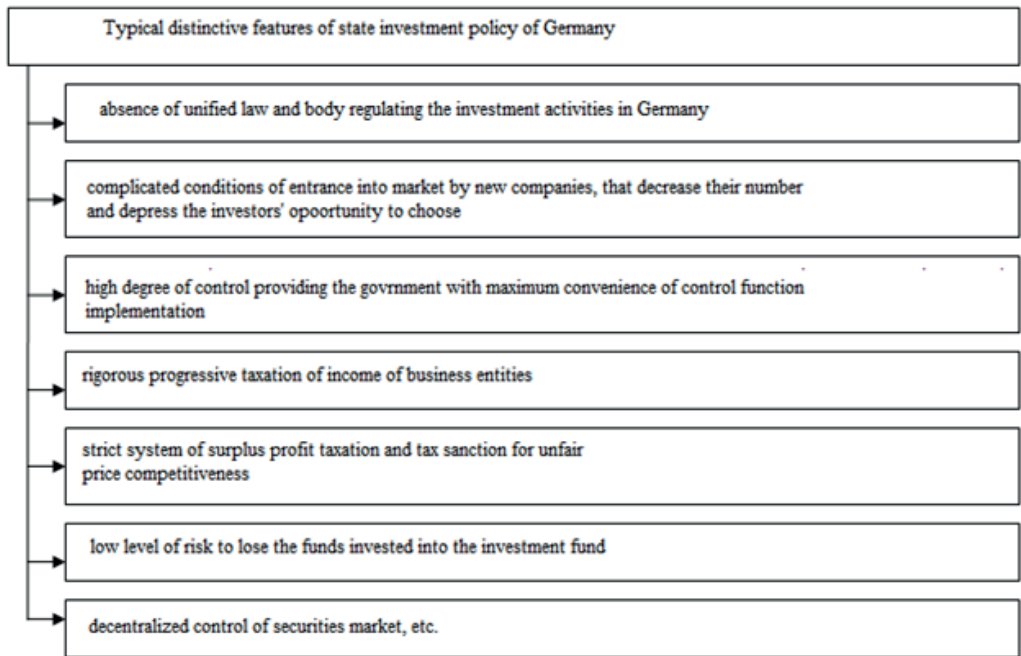 Typical distinctive features of state investment policy of Germany
absence of unified law and body regulating the investment activities in Germany
complicated conditions of entrance into market by new companies, that decrease their number
and depress the investors' opoortunity to choose
high degree of control providing the govrnment with maximum convenience of control function
implementation
rigorous progressive taxation of income of business entities
strict system of surplus profit taxation and tax sanction for unfair
price competitiveness
low level of risk to lose the funds invested into the investment fund
decentralized control of securities market, etc.